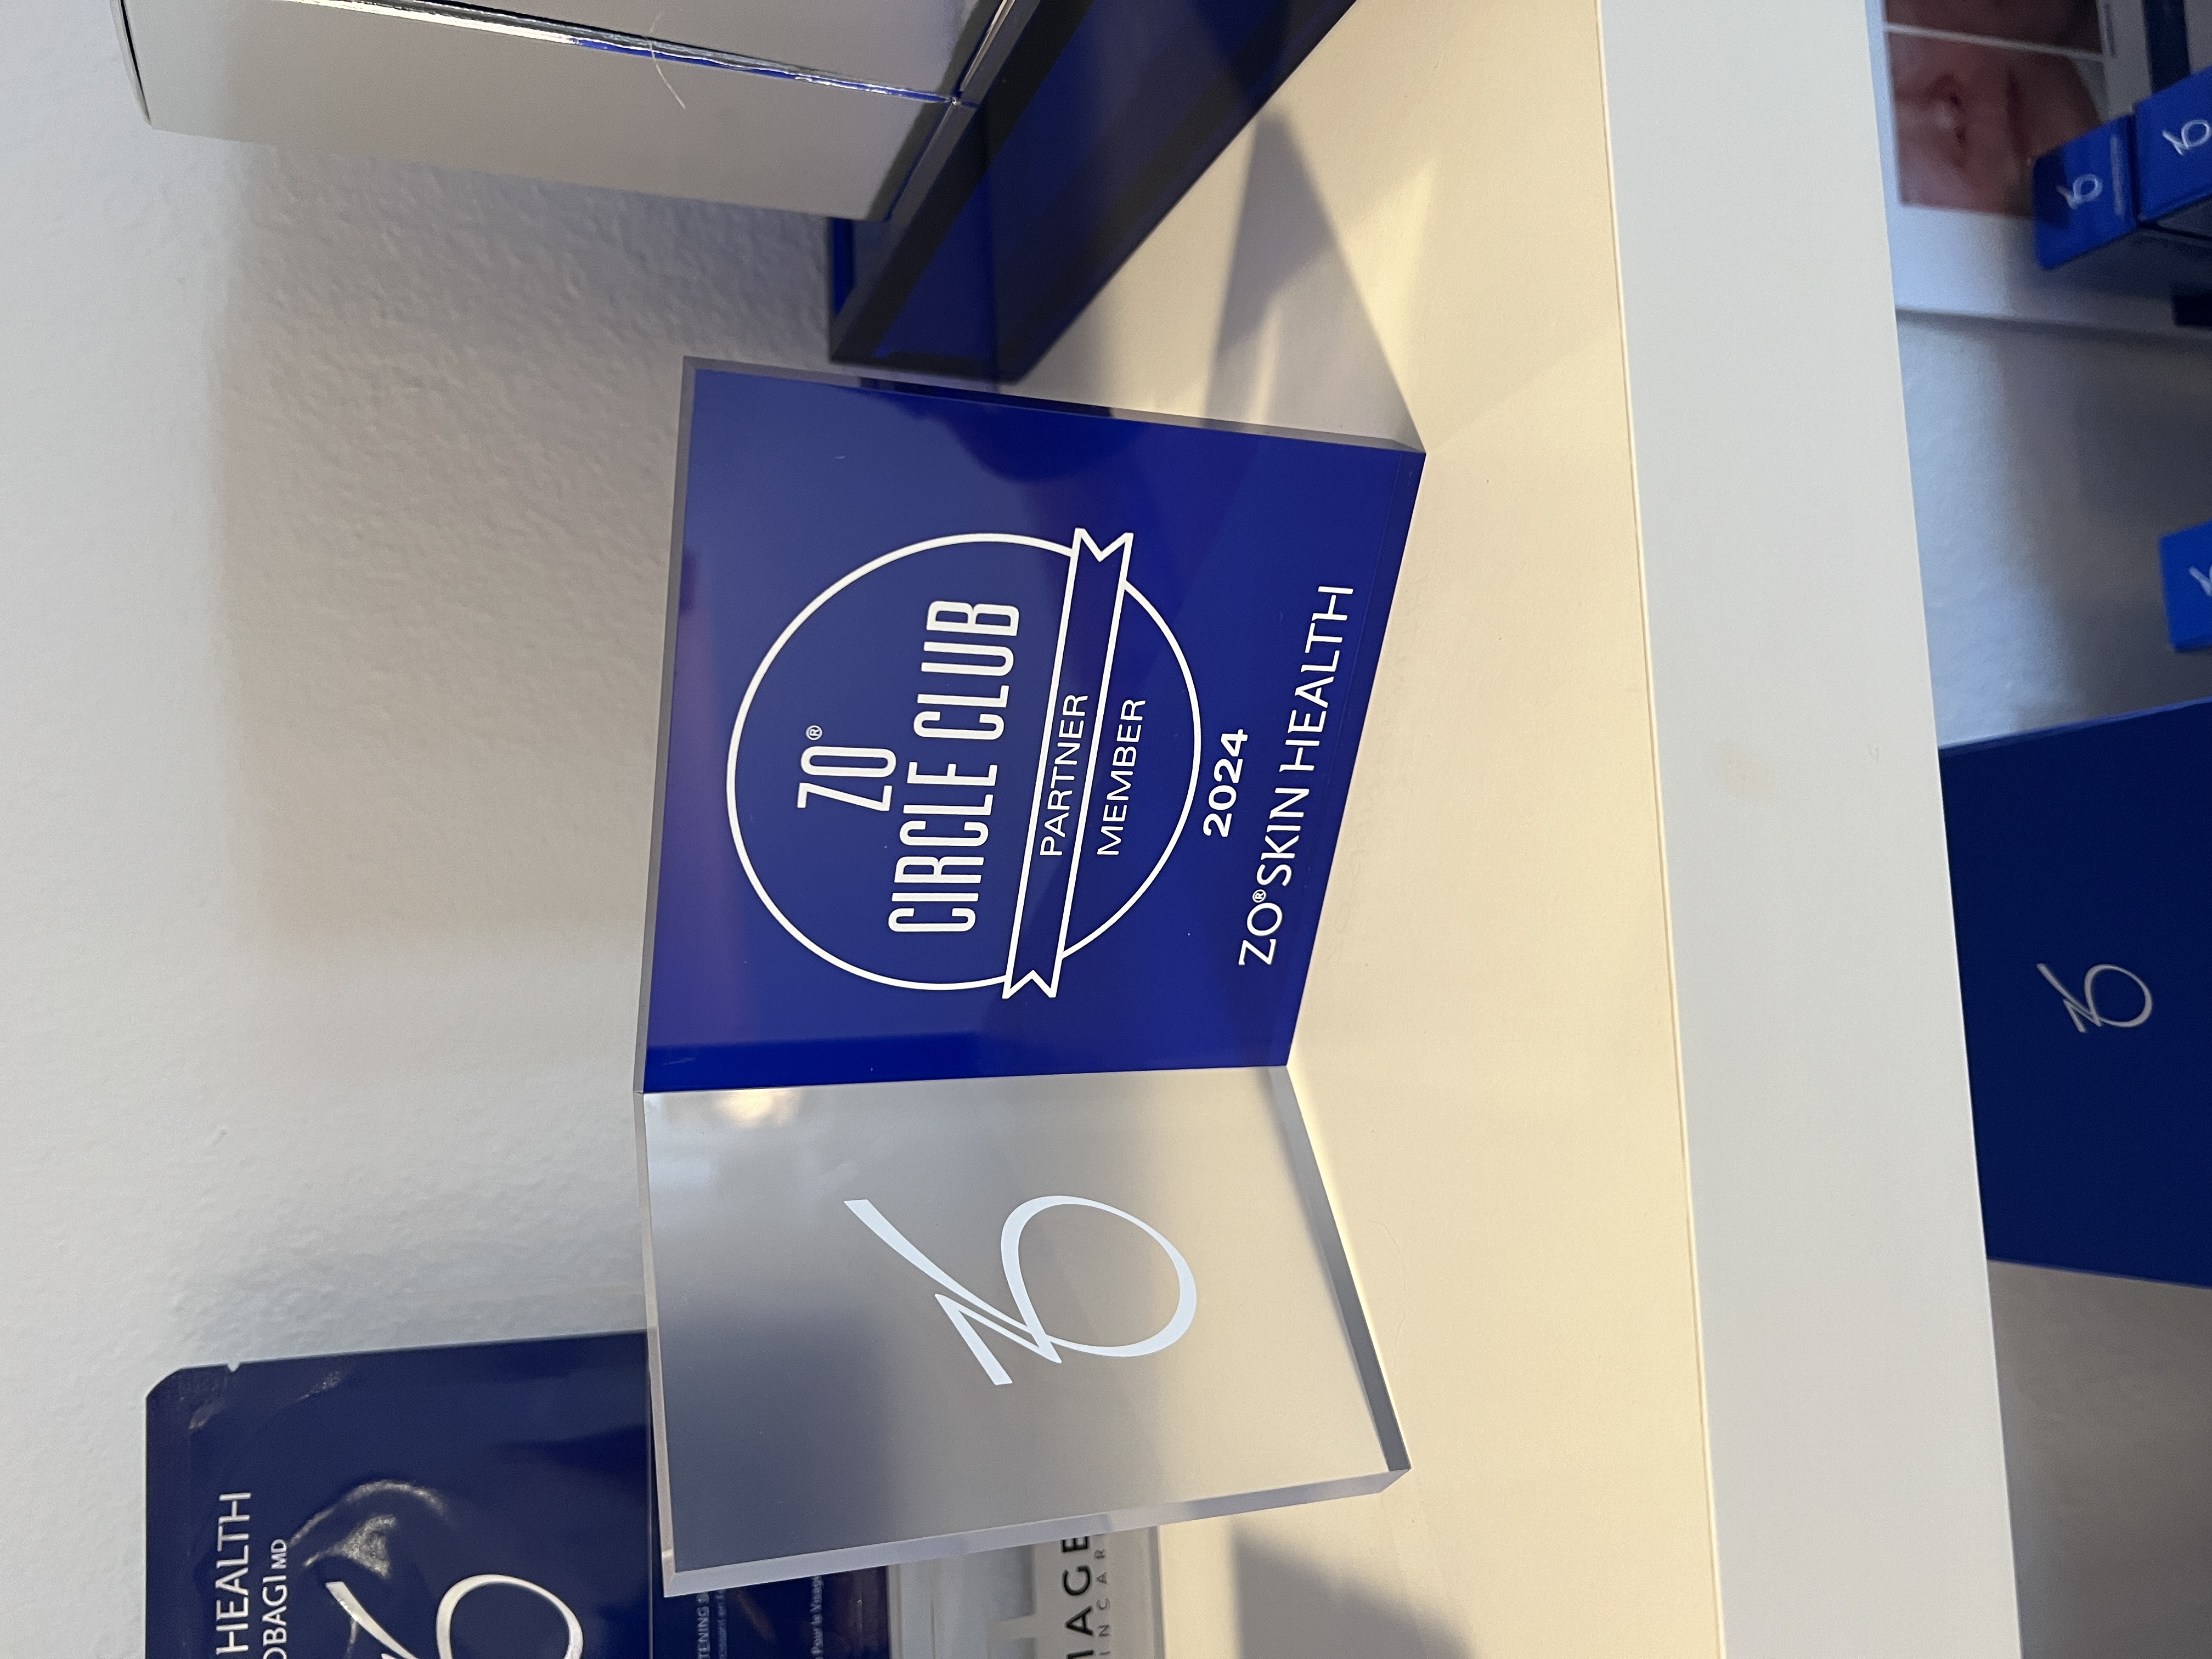 ZO®
CIRCLE CLUB
PARTNER
MEMBER
2024
ZO® SKIN HEALTH
HEALTH
OBAGI MD